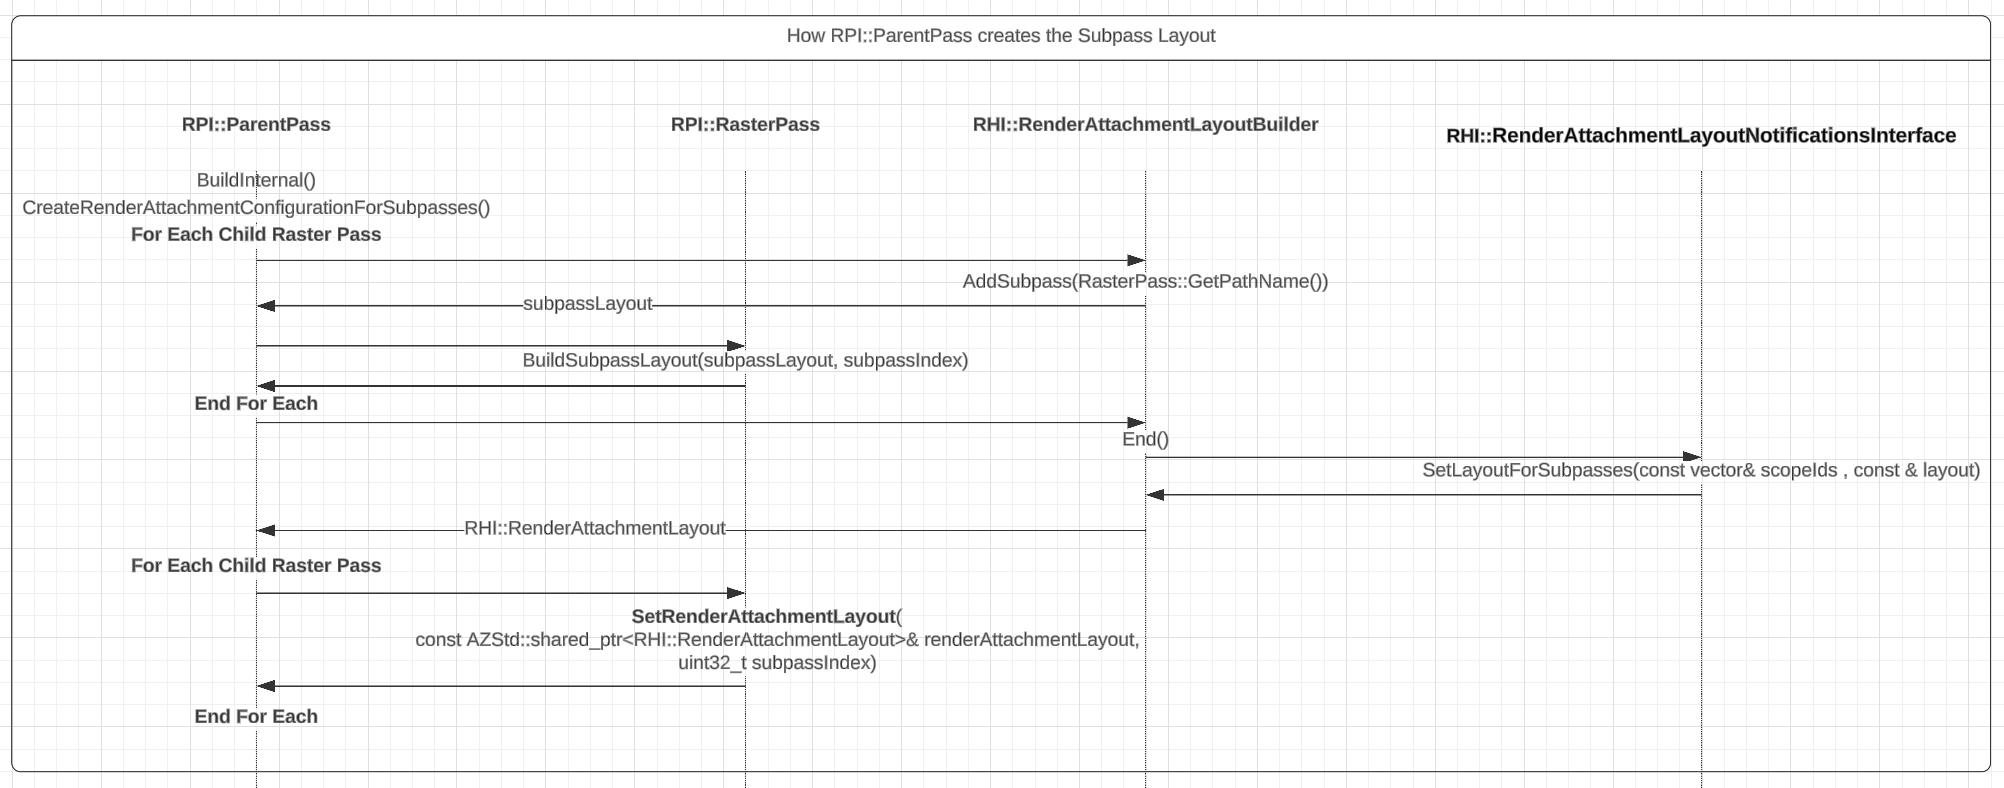 How RPI::ParentPass creates the Subpass Layout
RPI::ParentPass
RPI::RasterPass
RHI::RenderAttachmentLayoutBuilder
RHI::RenderAttachmentLayoutNotificationsInterface
BuildInternal()
CreateRenderAttachmentConfigurationForSubpasses()
For Each Child Raster Pass
AddSubpass(RasterPass::GetPathName())
subpassLayout
BuildSubpassLayout(subpassLayout, subpassIndex)
End For Each
End()
SetLayoutForSubpasses(const vector& scopeIds , const & layout)
RHI::RenderAttachmentLayout
For Each Child Raster Pass
SetRenderAttachmentLayout(
const AZStd::shared_ptr<RHI::RenderAttachmentLayout>& renderAttachmentLayout,
uint32_t subpassIndex)
End For Each